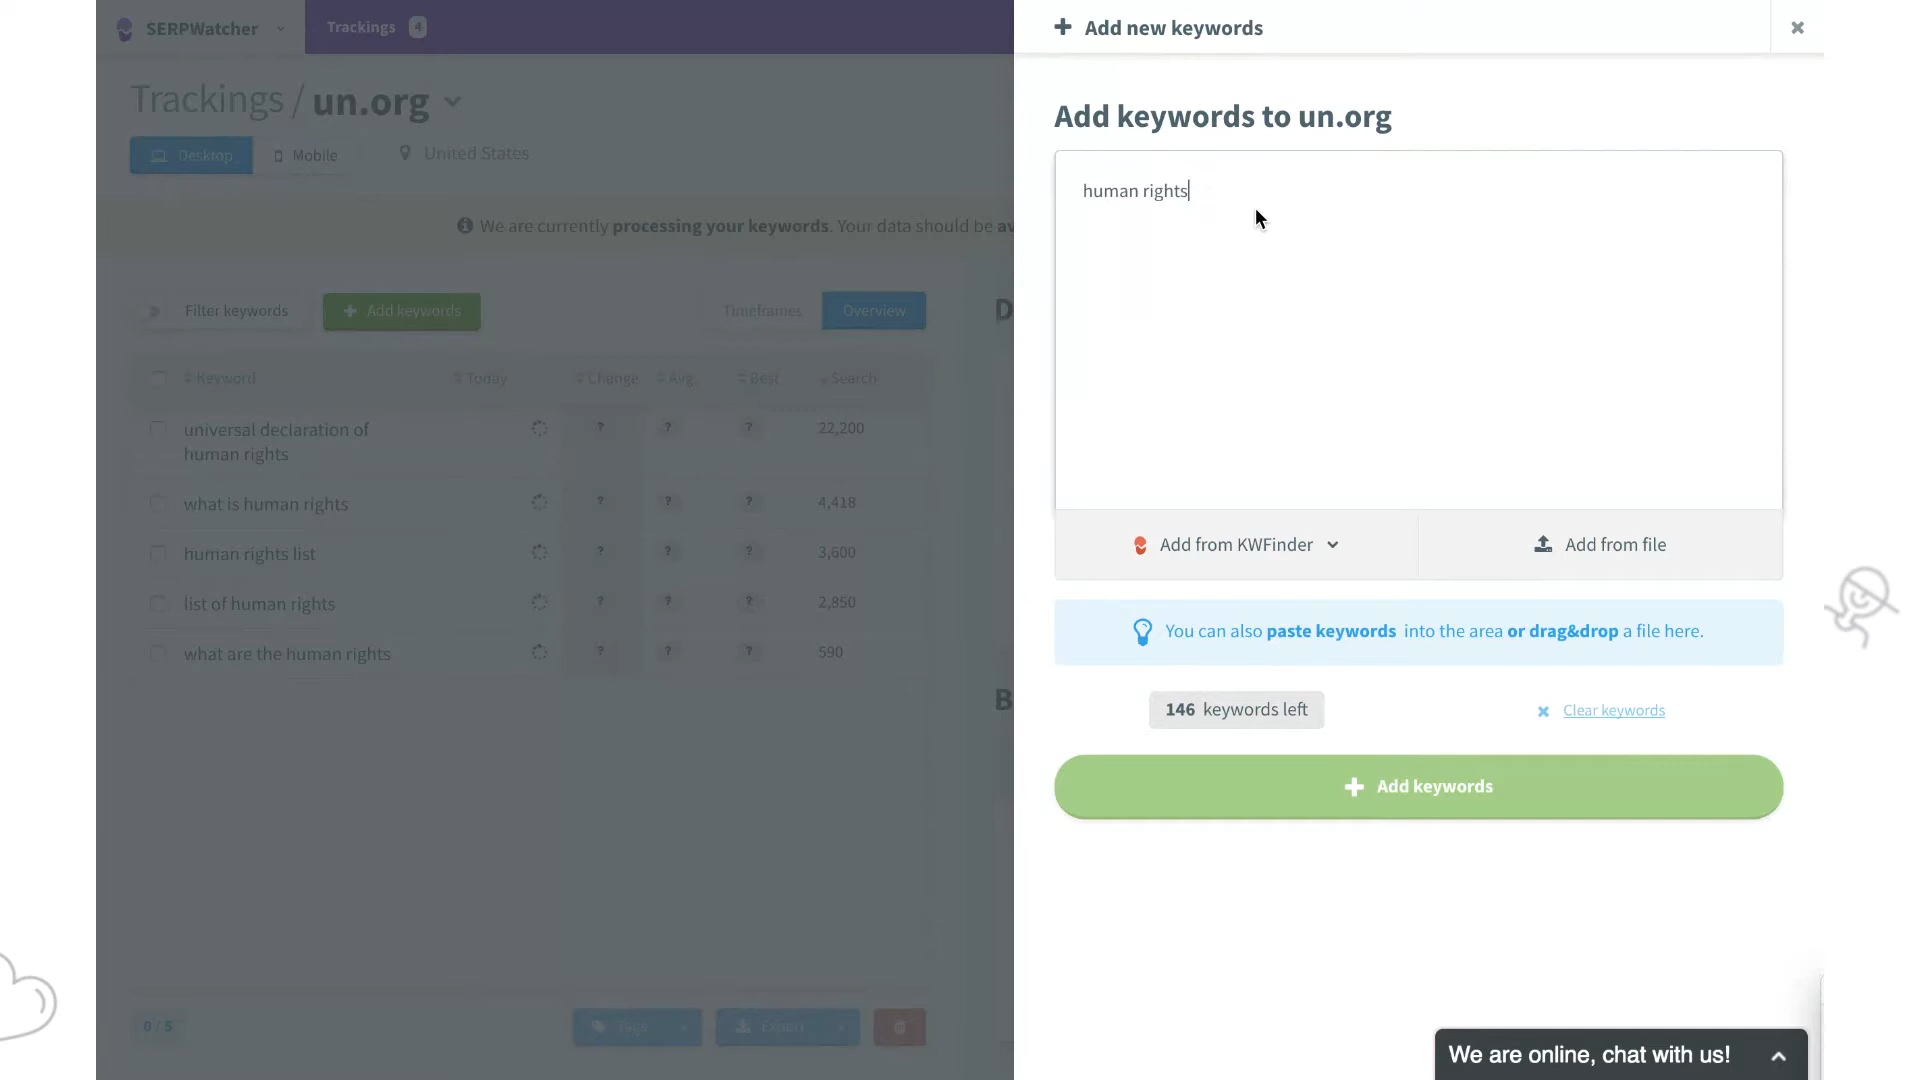 SERPWatcher
Trackings 4
Trackings / un.org
Desktop
Mobile
United States
We are currently processing your keywords. Your data should be av
Filter keywords
Add keywords
Timeframes
Overview
D
Keyword
Today
Change
Avg.
Best
Search
universal declaration of
human rights
? ? ? 22,200
what is human rights
? ? ? 4,418
human rights list
? ? ? 3,600
list of human rights
? ? ? 2,850
what are the human rights
? ? ? 590
B
0 / 5
Tags
Export
Add new keywords
Add keywords to un.org
human rights
Add from KWFinder
Add from file
You can also paste keywords into the area or drag&drop a file here.
146 keywords left
Clear keywords
Add keywords
We are online, chat with us!